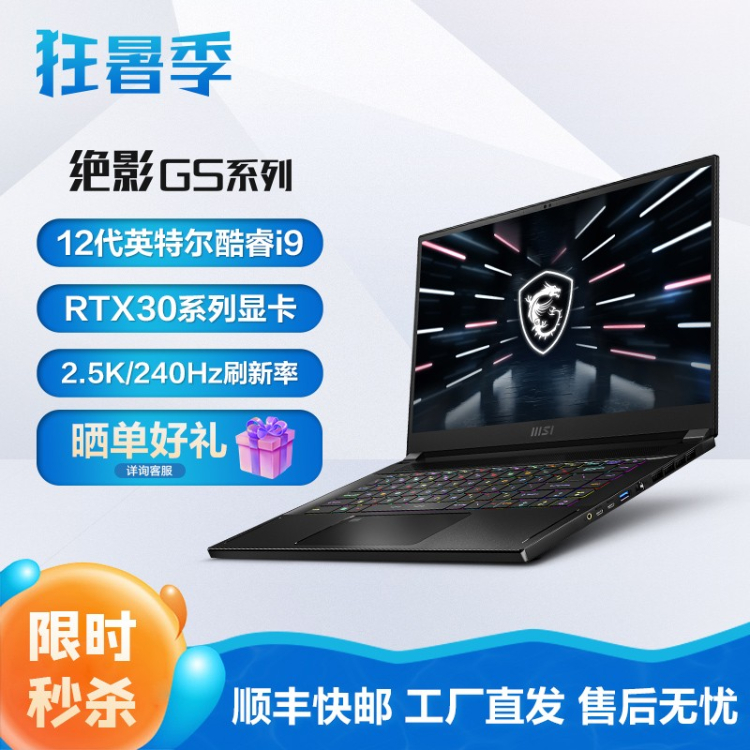 狂暑季
绝影GS系列
12代英特尔酷睿i9
RTX30系列显卡
2.5K/240Hz刷新率
晒单好礼
详询客服
msi
限时
秒杀
顺丰快邮 工厂直发 售后无忧